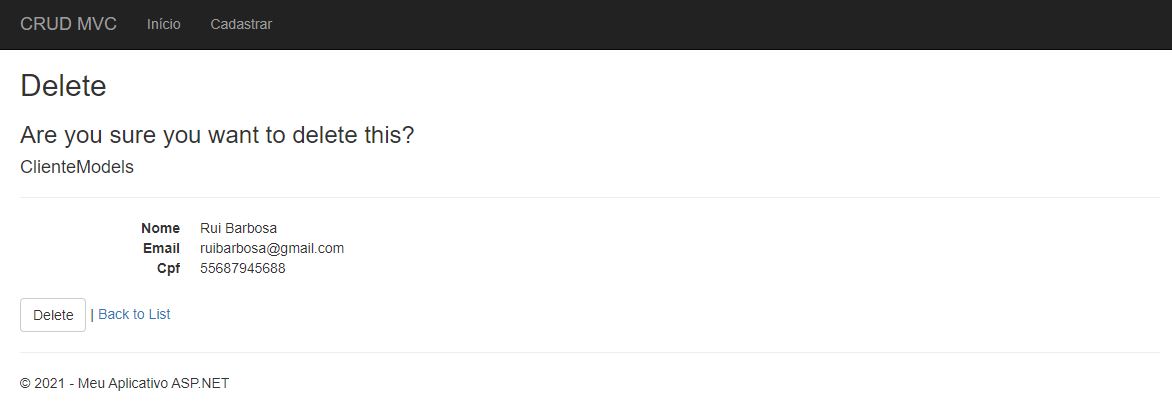 CRUD MVC Início Cadastrar
Delete
Are you sure you want to delete this?
ClienteModels
Nome Rui Barbosa
Email ruibarbosa@gmail.com
Cpf 55687945688
Delete | Back to List
© 2021 - Meu Aplicativo ASP.NET